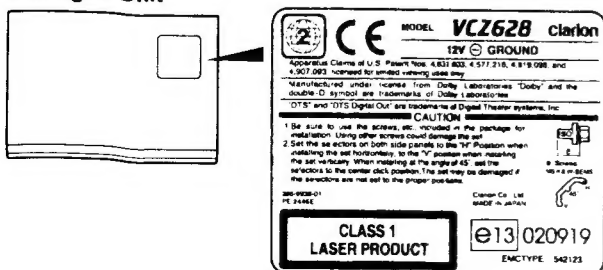 2
CE
MODEL VCZ628 Clarion
12V ⊖ GROUND
Apparatus Claims of U.S. Patent Nos. 4,631,603, 4,577,216, 4,819,098, and
4,907,093, licensed for limited viewing uses only
Manufactured under license from Dolby Laboratories "Dolby" and the
double-D symbol are trademarks of Dolby Laboratories
"DTS" and "DTS Digital Out" are trademarks of Digital Theater systems, Inc
CAUTION
1 Be sure to use the screws, etc., included in the package for
installation. Using other screws could damage the set
2. Set the selectors on both side panels to the "H" Position when
installing the set horizontally, to the "V" position when installing
the set vertically. When installing at the angle of 45°, set the
selectors to the center click position. The set may be damaged if
the selectors are not set to the proper positions.
PE 2446E
Clarion Co., Ltd
MADE IN JAPAN
CLASS 1
LASER PRODUCT
e13 020919
EMCTYPE 542123
H
45°
V